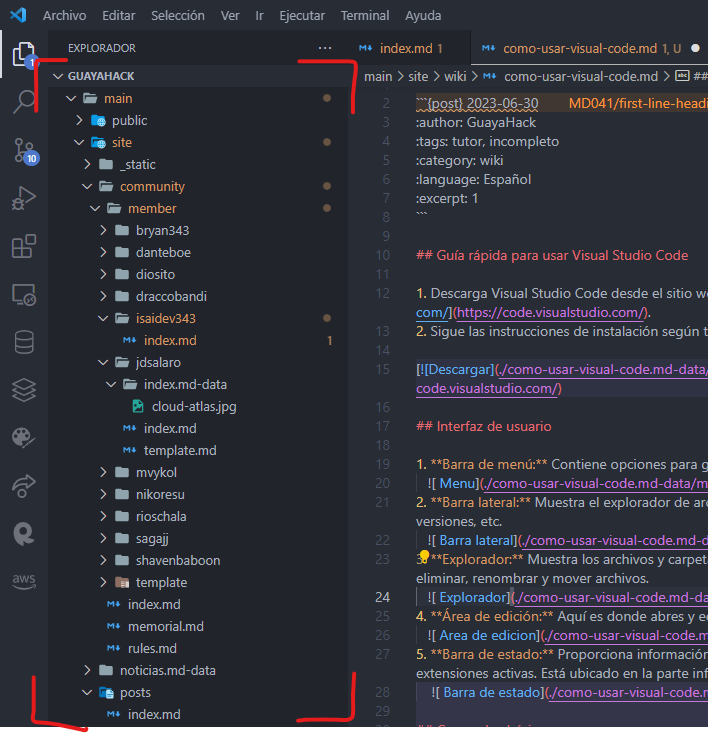 Archivo Editar Selección Ver Ir Ejecutar Terminal Ayuda
EXPLORADOR ...
index.md 1
como-usar-visual-code.md 1, U
1
GUAYAHACK
main > site > wiki > como-usar-visual-code.md > ##
main
public
site
_static
community
member
bryan343
danteboe
diosito
draccobandi
isaidev343
index.md 1
jdsalaro
index.md-data
cloud-atlas.jpg
index.md
template.md
mvykol
nikoresu
rioschala
sagajj
shavenbaboon
template
index.md
memorial.md
rules.md
noticias.md-data
posts
index.md
10
aws
2 ```{post} 2023-06-30 MD041/first-line-headi
3 :author: GuayaHack
4 :tags: tutor, incompleto
5 :category: wiki
6 :language: Español
7 :excerpt: 1
8 ```
9
10 ## Guía rápida para usar Visual Studio Code
11
12 1. Descarga Visual Studio Code desde el sitio w
com/](https://code.visualstudio.com/).
13 2. Sigue las instrucciones de instalación según t
14
15 [![Descargar](./como-usar-visual-code.md-data/
code.visualstudio.com/)
16
17 ## Interfaz de usuario
18
19 1. **Barra de menú:** Contiene opciones para g
20 ![ Menu](./como-usar-visual-code.md-data/m
21 2. **Barra lateral:** Muestra el explorador de ar
versiones, etc.
22 ![ Barra lateral](./como-usar-visual-code.md-d
23 3. **Explorador:** Muestra los archivos y carpeta
eliminar, renombrar y mover archivos.
24 ![ Explorador](./como-usar-visual-code.md-da
25 4. **Área de edición:** Aquí es donde abres y e
26 ![ Area de edicion](./como-usar-visual-code.m
27 5. **Barra de estado:** Proporciona información
extensiones activas. Está ubicado en la parte inf
28 ![ Barra de estado](./como-usar-visual-code.m
29